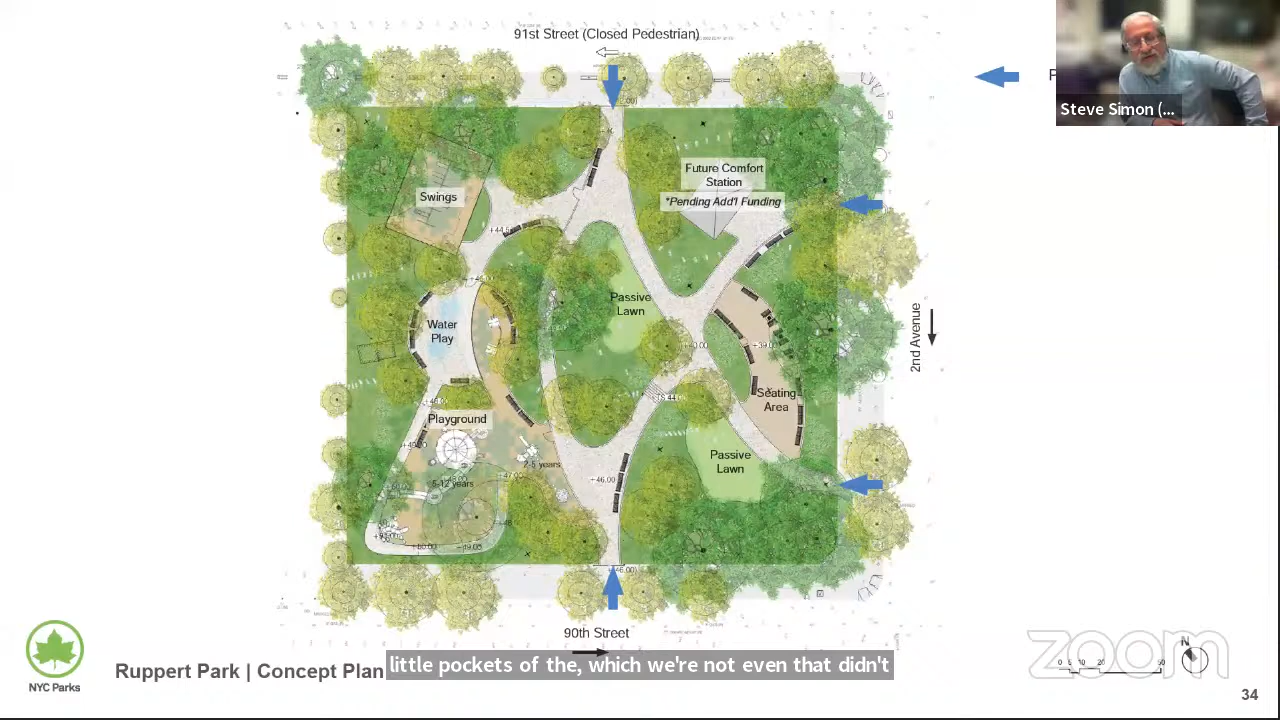 91st Street (Closed Pedestrian)
Steve Simon (...
Future Comfort
Station
*Pending Add'l Funding
Swings
Passive
Lawn
Water
Play
2nd Avenue
Seating
Area
Playground
2-5 years
5-12 years
+46.00
Passive
Lawn
90th Street
zoom
N
NYC Parks
Ruppert Park | Concept Plan
little pockets of the, which we're not even that didn't
34